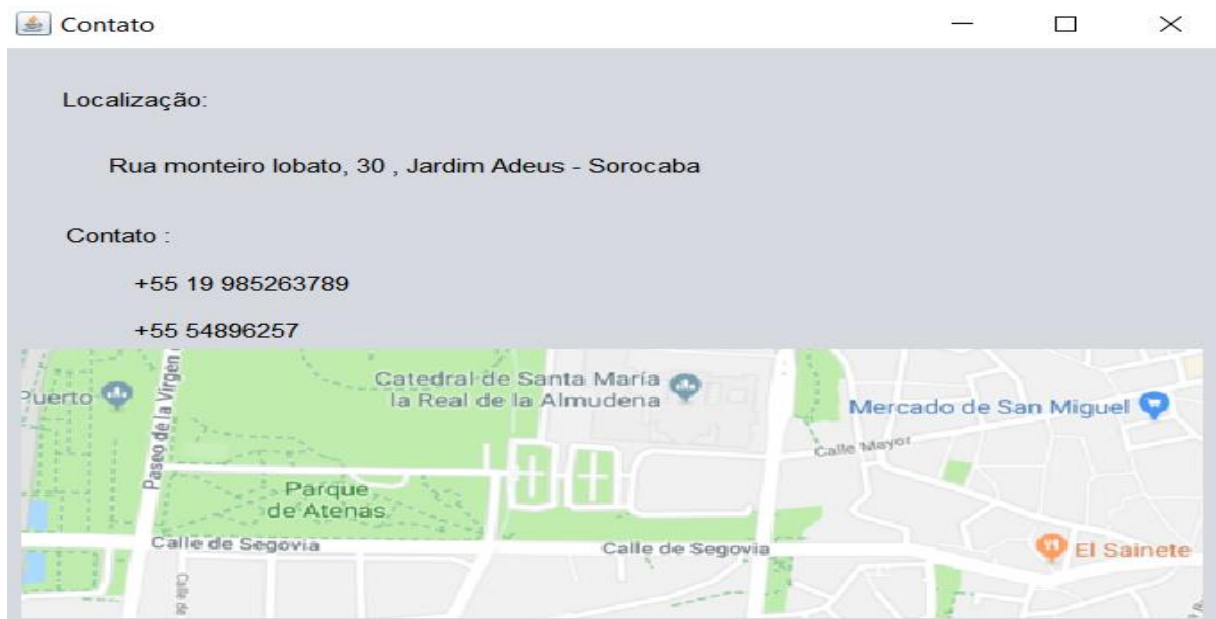 Contato
Localização:
Rua monteiro lobato, 30 , Jardim Adeus - Sorocaba
Contato :
+55 19 985263789
+55 54896257
Puerto
Paseo de la Virgen
Catedral de Santa María
la Real de la Almudena
Mercado de San Miguel
Calle Mayor
Parque
de Atenas
Calle de Segovia
Calle de Segovia
El Sainete
Calle de